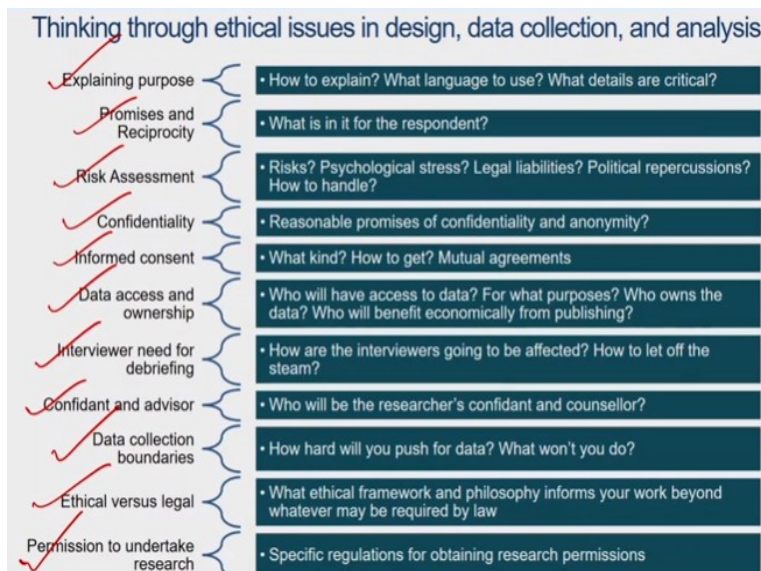 Thinking through ethical issues in design, data collection, and analysis
Explaining purpose
• How to explain? What language to use? What details are critical?
Promises and
Reciprocity
• What is in it for the respondent?
Risk Assessment
• Risks? Psychological stress? Legal liabilities? Political repercussions?
How to handle?
Confidentiality
• Reasonable promises of confidentiality and anonymity?
Informed consent
• What kind? How to get? Mutual agreements
Data access and
ownership
• Who will have access to data? For what purposes? Who owns the
data? Who will benefit economically from publishing?
Interviewer need for
debriefing
• How are the interviewers going to be affected? How to let off the
steam?
Confidant and advisor
• Who will be the researcher's confidant and counsellor?
Data collection
boundaries
• How hard will you push for data? What won't you do?
Ethical versus legal
• What ethical framework and philosophy informs your work beyond
whatever may be required by law
Permission to undertake
research
• Specific regulations for obtaining research permissions